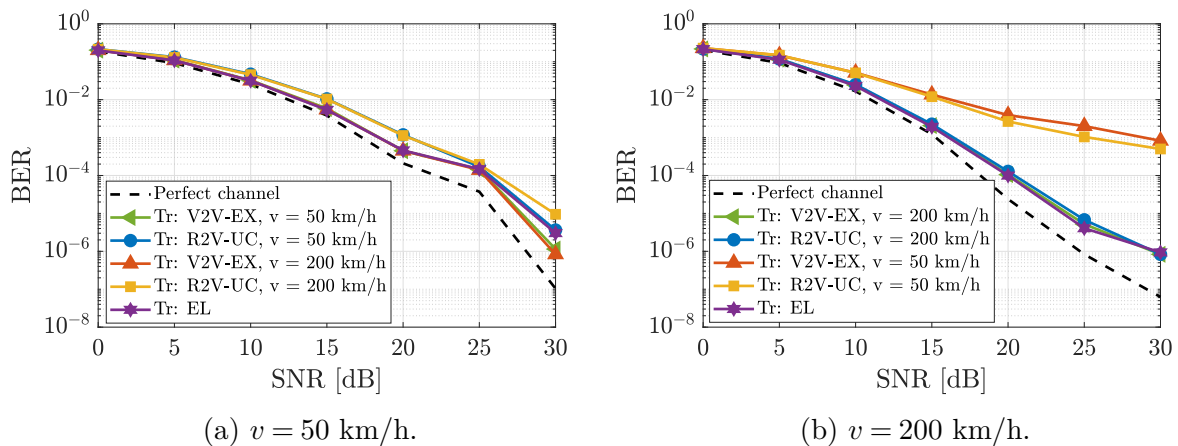 10^0
10^-2
10^-4
10^-6
10^-8
BER
Perfect channel
Tr: V2V-EX, v = 50 km/h
Tr: R2V-UC, v = 50 km/h
Tr: V2V-EX, v = 200 km/h
Tr: R2V-UC, v = 200 km/h
Tr: EL
0 5 10 15 20 25 30
SNR [dB]
(a) v = 50 km/h.
10^0
10^-2
10^-4
10^-6
10^-8
BER
Perfect channel
Tr: V2V-EX, v = 200 km/h
Tr: R2V-UC, v = 200 km/h
Tr: V2V-EX, v = 50 km/h
Tr: R2V-UC, v = 50 km/h
Tr: EL
0 5 10 15 20 25 30
SNR [dB]
(b) v = 200 km/h.